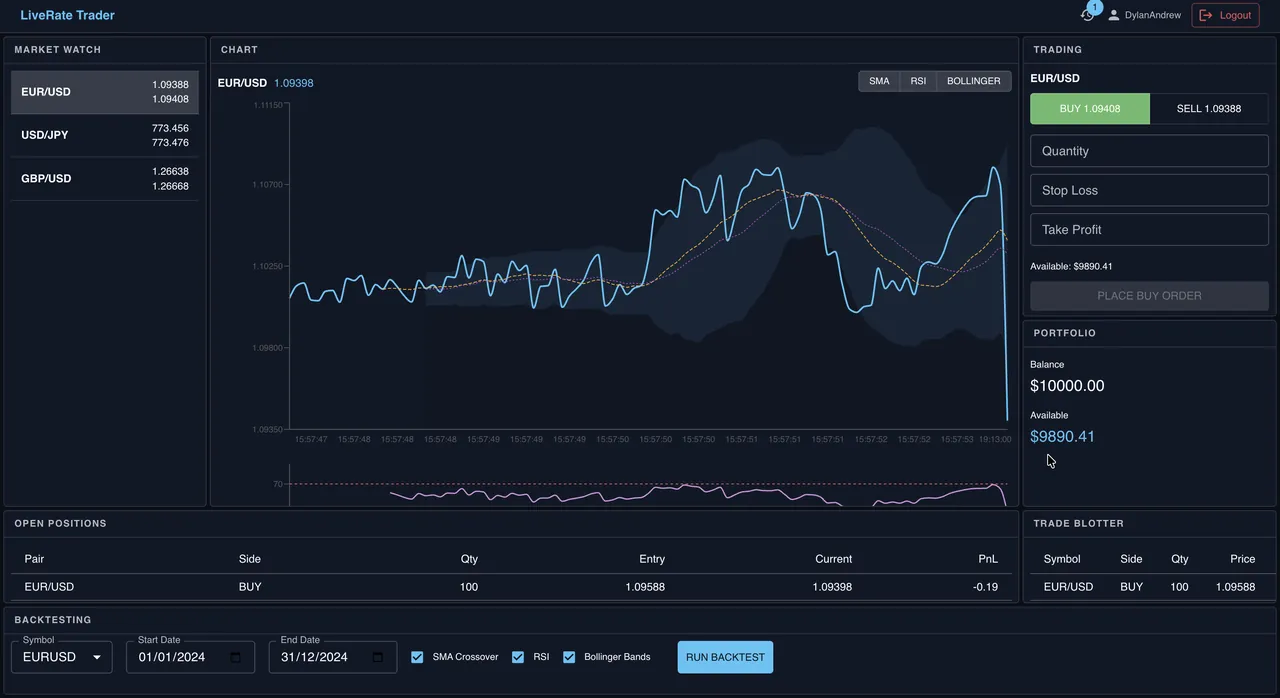 LiveRate Trader
1
DylanAndrew
Logout
MARKET WATCH
EUR/USD
1.09388
1.09408
USD/JPY
773.456
773.476
GBP/USD
1.26638
1.26668
CHART
EUR/USD 1.09398
SMA RSI BOLLINGER
1.11150
1.10700
1.10250
1.09800
1.09350
15:57:47 15:57:48 15:57:48 15:57:48 15:57:49 15:57:49 15:57:49 15:57:50 15:57:50 15:57:50 15:57:51 15:57:51 15:57:51 15:57:52 15:57:52 15:57:53 19:13:00
70
TRADING
EUR/USD
BUY 1.09408 SELL 1.09388
Quantity
Stop Loss
Take Profit
Available: $9890.41
PLACE BUY ORDER
PORTFOLIO
Balance
$10000.00
Available
$9890.41
OPEN POSITIONS
Pair Side Qty Entry Current PnL
EUR/USD BUY 100 1.09588 1.09398 -0.19
TRADE BLOTTER
Symbol Side Qty Price
EUR/USD BUY 100 1.09588
BACKTESTING
Symbol
EURUSD
Start Date
01/01/2024
End Date
31/12/2024
SMA Crossover
RSI
Bollinger Bands
RUN BACKTEST